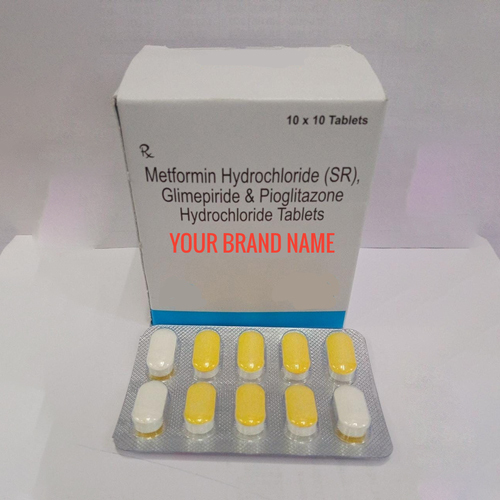 10 x 10 Tablets
Rx
Metformin Hydrochloride (SR),
Glimepiride & Pioglitazone
Hydrochloride Tablets
YOUR BRAND NAME